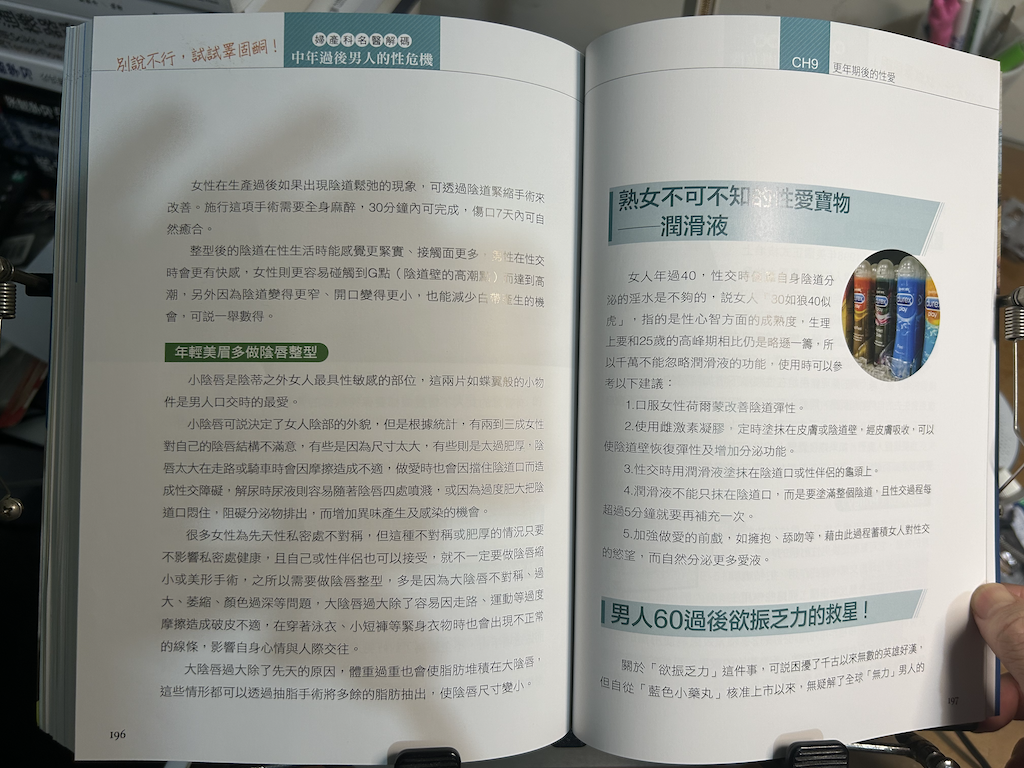 別說不行，試試睪固酮！
婦產科名醫解碼
中年過後男人的性危機
女性在生產過後如果出現陰道鬆弛的現象，可透過陰道緊縮手術來
改善。施行這項手術需要全身麻醉，30分鐘內可完成，傷口7天內可自
然癒合。
整型後的陰道在性生活時能感覺更緊實、接觸面更多，性在性交
時會更有快感，女性則更容易碰觸到G點（陰道壁的高潮點）而達到高
潮，另外因為陰道變得更窄、開口變得更小，也能減少白帶產生的機
會，可說一舉數得。
年輕美眉多做陰唇整型
小陰唇是陰蒂之外女人最具性敏感的部位，這兩片如蝶翼般的小物
件是男人口交時的最愛。
小陰唇可說決定了女人陰部的外貌，但是根據統計，有兩到三成女性
對自己的陰唇結構不滿意，有些是因為尺寸太大，有些則是太過肥厚，陰
唇太大在走路或騎車時會因摩擦造成不適，做愛時也會因擋住陰道口而造
成性交障礙，解尿時尿液則容易隨著陰唇四處噴濺，或因為過度肥大把陰
道口悶住，阻礙分泌物排出，而增加異味產生及感染的機會。
很多女性為先天性私密處不對稱，但這種不對稱或肥厚的情況只要
不影響私密處健康，且自己或性伴侶也可以接受，就不一定要做陰唇縮
小或美形手術，之所以需要做陰唇整型，多是因為大陰唇不對稱、過
大、萎縮、顏色過深等問題，大陰唇過大除了容易因走路、運動等過度
摩擦造成破皮不適，在穿著泳衣、小短褲等緊身衣物時也會出現不正常
的線條，影響自身心情與人際交往。
大陰唇過大除了先天的原因，體重過重也會使脂肪堆積在大陰唇，
這些情形都可以透過抽脂手術將多餘的脂肪抽出，使陰唇尺寸變小。
196
CH9
更年期後的性愛
熟女不可不知的性愛寶物
——潤滑液
女人年過40，性交時自身陰道分
泌的淫水是不夠的，說女人「30如狼40似
虎」，指的是性心智方面的成熟度，生理
上要和25歲的高峰期相比仍是略遜一籌，所
以千萬不能忽略潤滑液的功能，使用時可以參
考以下建議：
1.口服女性荷爾蒙改善陰道彈性。
2.使用雌激素凝膠，定時塗抹在皮膚或陰道壁，經皮膚吸收，可以
使陰道壁恢復彈性及增加分泌功能。
3.性交時用潤滑液塗抹在陰道口或性伴侶的龜頭上。
4.潤滑液不能只抹在陰道口，而是要塗滿整個陰道，且性交過程每
超過5分鐘就要再補充一次。
5.加強做愛的前戲，如擁抱、舔吻等，藉由此過程蓄積女人對性交
的慾望，而自然分泌更多愛液。
durex
play
男人60過後欲振乏力的救星！
關於「欲振乏力」這件事，可說困擾了千古以來無數的英雄好漢，
但自從「藍色小藥丸」核准上市以來，無疑解了全球「無力」男人的
197